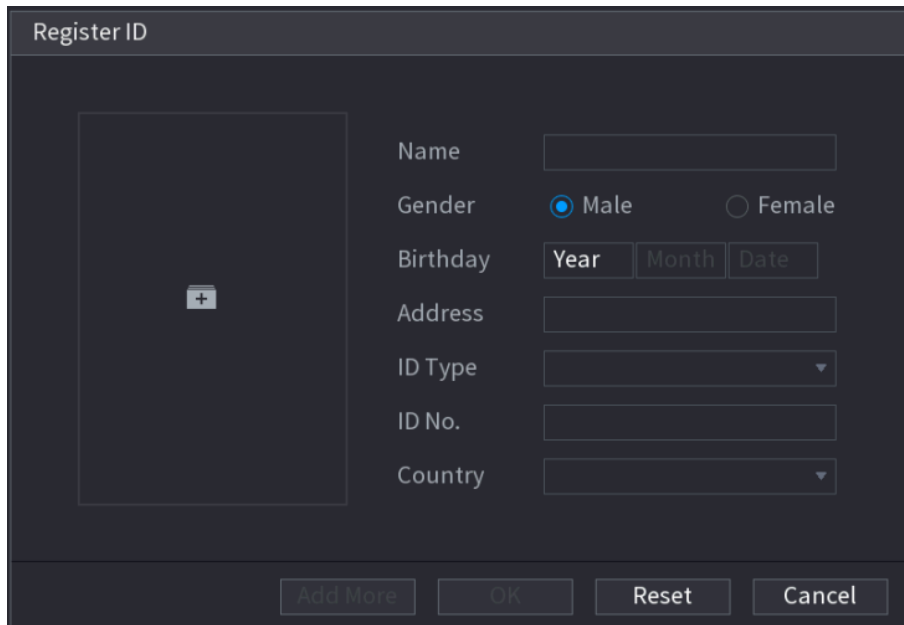 Register ID
Name
Gender Male Female
Birthday Year Month Date
Address
ID Type
ID No.
Country
Add More OK Reset Cancel